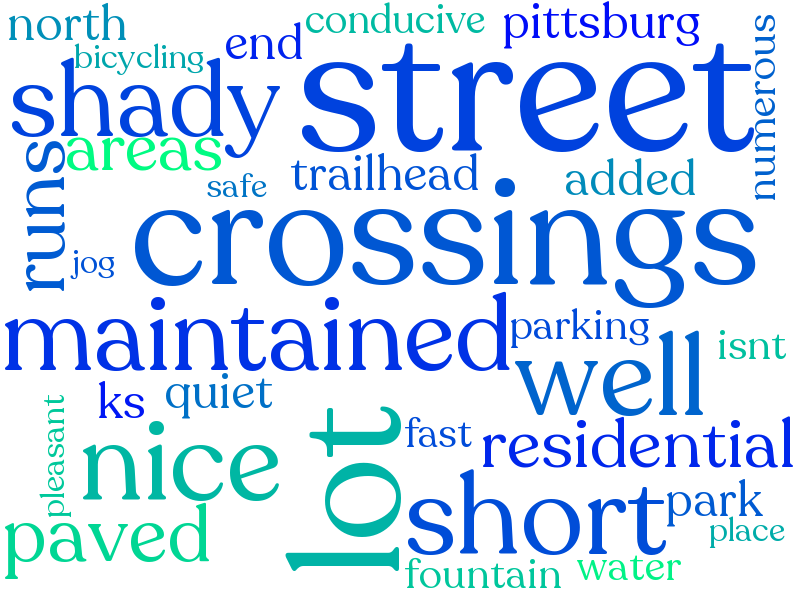 north
conducive
pittsburg
end
bicycling
numerous
shady
street
areas
runs
safe
trailhead
added
jog
crossings
maintained
parking
isnt
well
ks
quiet
pleasant
nice
lot
fast
residential
short
park
place
paved
fountain
water